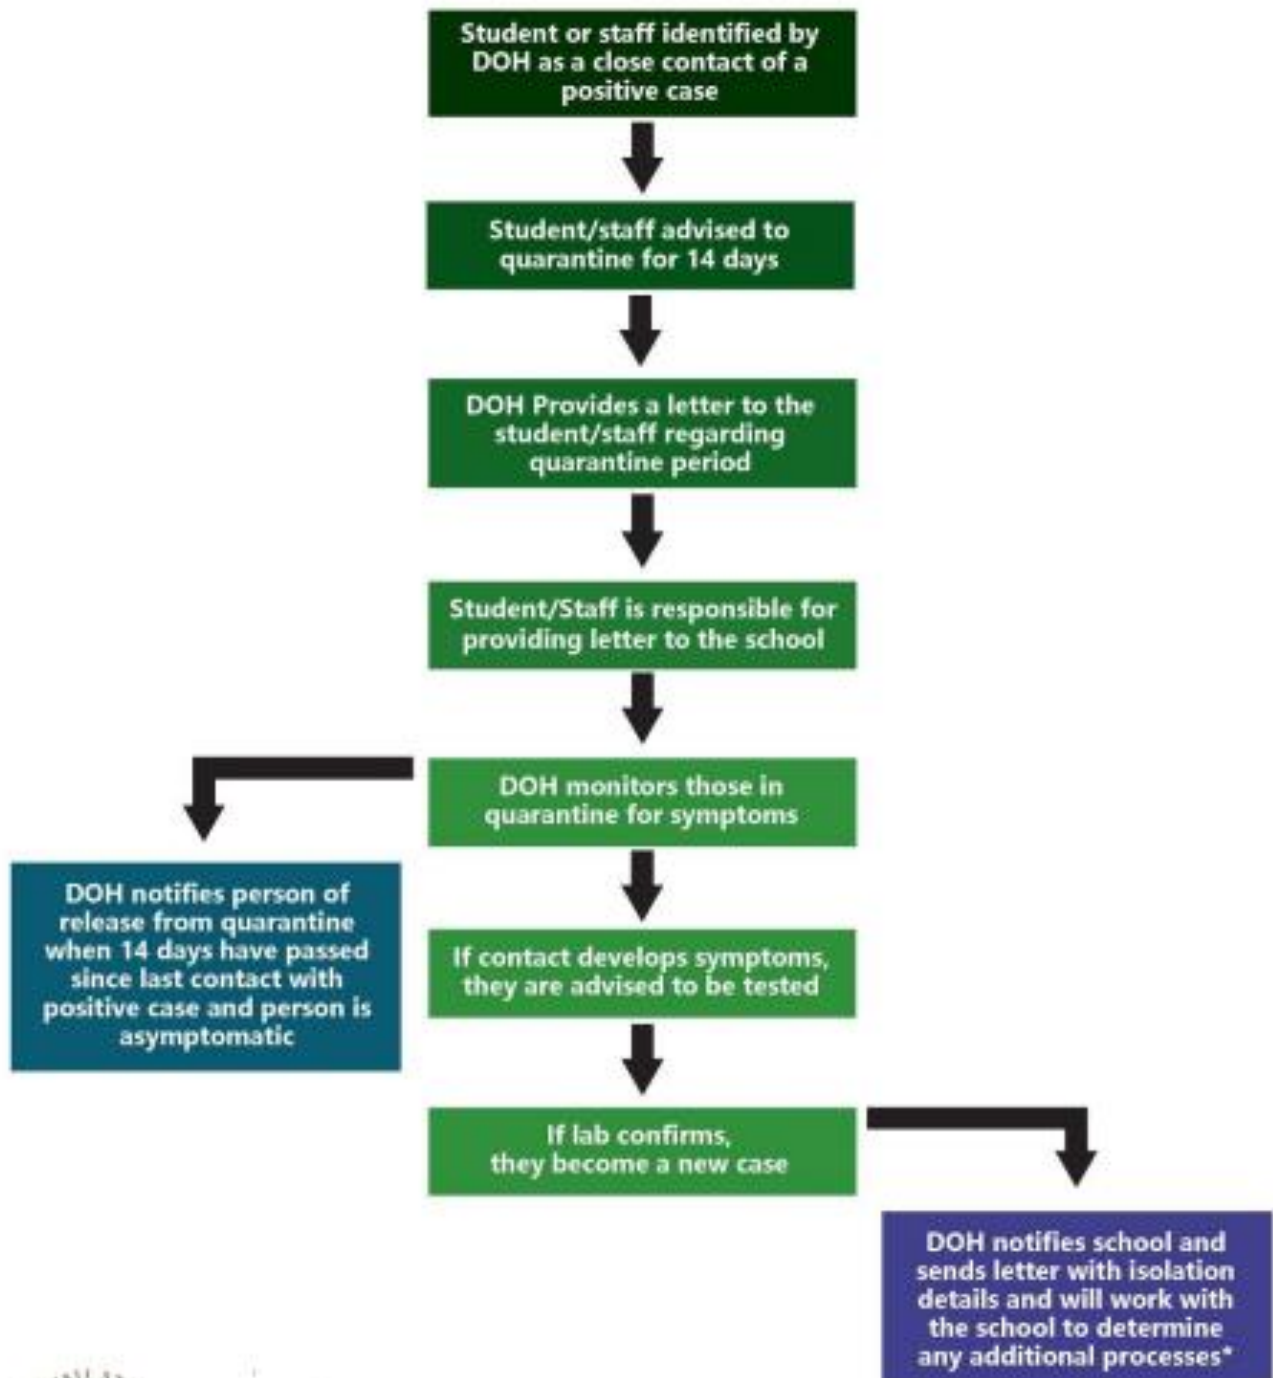 Student or staff identified by
DOH as a close contact of a
positive case
Student/staff advised to
quarantine for 14 days
DOH Provides a letter to the
student/staff regarding
quarantine period
Student/Staff is responsible for
providing letter to the school
DOH monitors those in
quarantine for symptoms
DOH notifies person of
release from quarantine
when 14 days have passed
since last contact with
positive case and person is
asymptomatic
If contact develops symptoms,
they are advised to be tested
If lab confirms,
they become a new case
DOH notifies school and
sends letter with isolation
details and will work with
the school to determine
any additional processes*